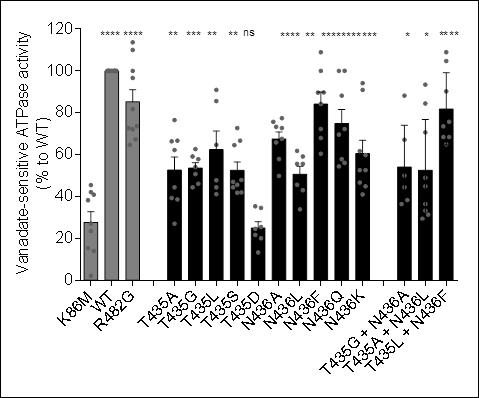 **** **** ** *** ** ** ns **** ** **** **** **** * * ** **
120
100
80
60
40
20
0
Vanadate-sensitive ATPase activity
(% to WT)
K86M
WT
R482G
T435A
T435G
T435L
T435S
T435D
N436A
N436L
N436F
N436Q
N436K
T435G + N436A
T435A + N436L
T435L + N436F